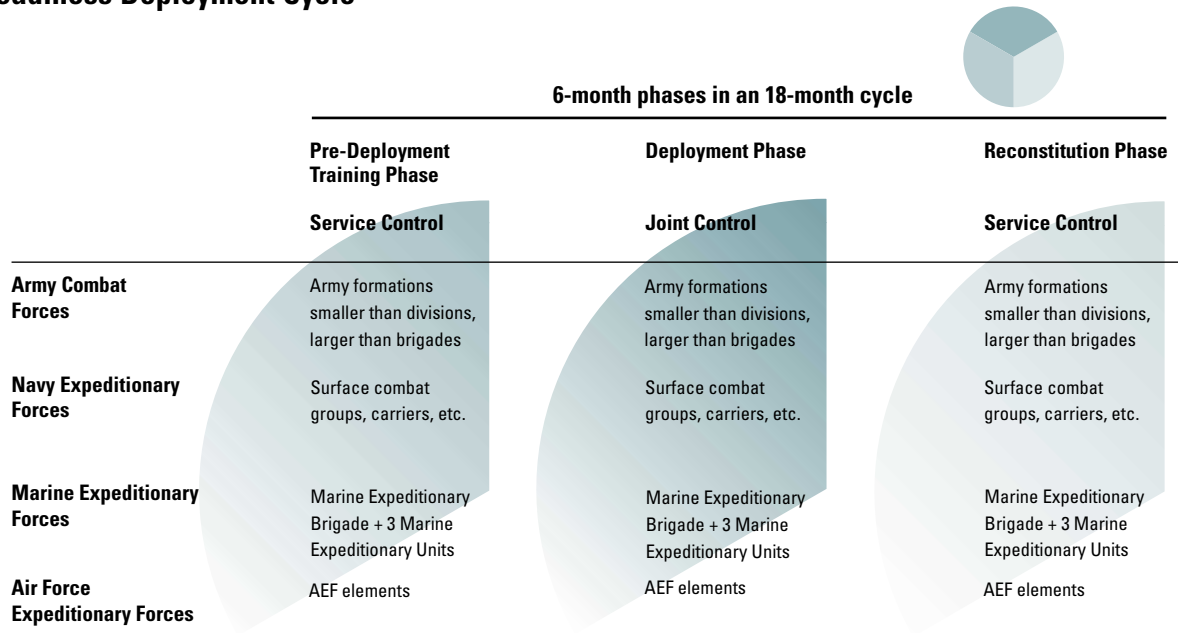 Deployment Cycle
6-month phases in an 18-month cycle
Pre-Deployment
Training Phase
Deployment Phase
Reconstitution Phase
Service Control
Joint Control
Service Control
Army Combat
Forces
Army formations
smaller than divisions,
larger than brigades
Army formations
smaller than divisions,
larger than brigades
Army formations
smaller than divisions,
larger than brigades
Navy Expeditionary
Forces
Surface combat
groups, carriers, etc.
Surface combat
groups, carriers, etc.
Surface combat
groups, carriers, etc.
Marine Expeditionary
Forces
Marine Expeditionary
Brigade + 3 Marine
Expeditionary Units
Marine Expeditionary
Brigade + 3 Marine
Expeditionary Units
Marine Expeditionary
Brigade + 3 Marine
Expeditionary Units
Air Force
Expeditionary Forces
AEF elements
AEF elements
AEF elements